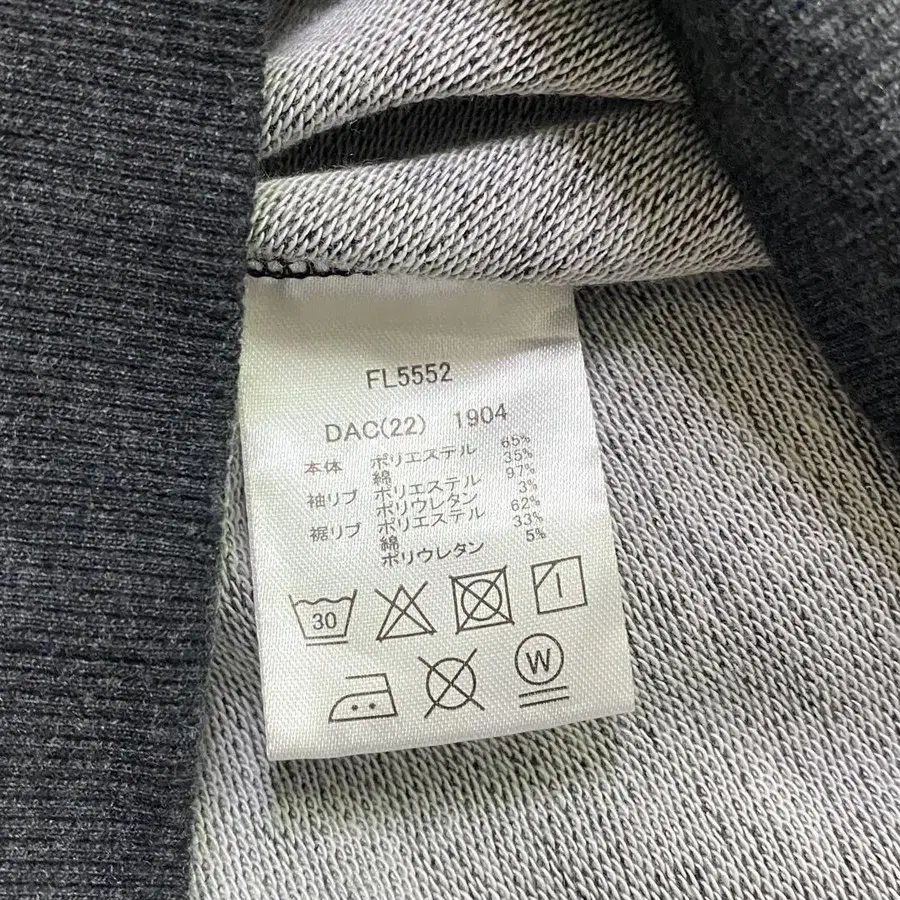 FL5552
DAC(22) 1904
本体 ポリエステル 65%
綿 35%
袖リブ ポリエステル 97%
ポリウレタン 3%
裾リブ ポリエステル 62%
綿 33%
ポリウレタン 5%
30
W